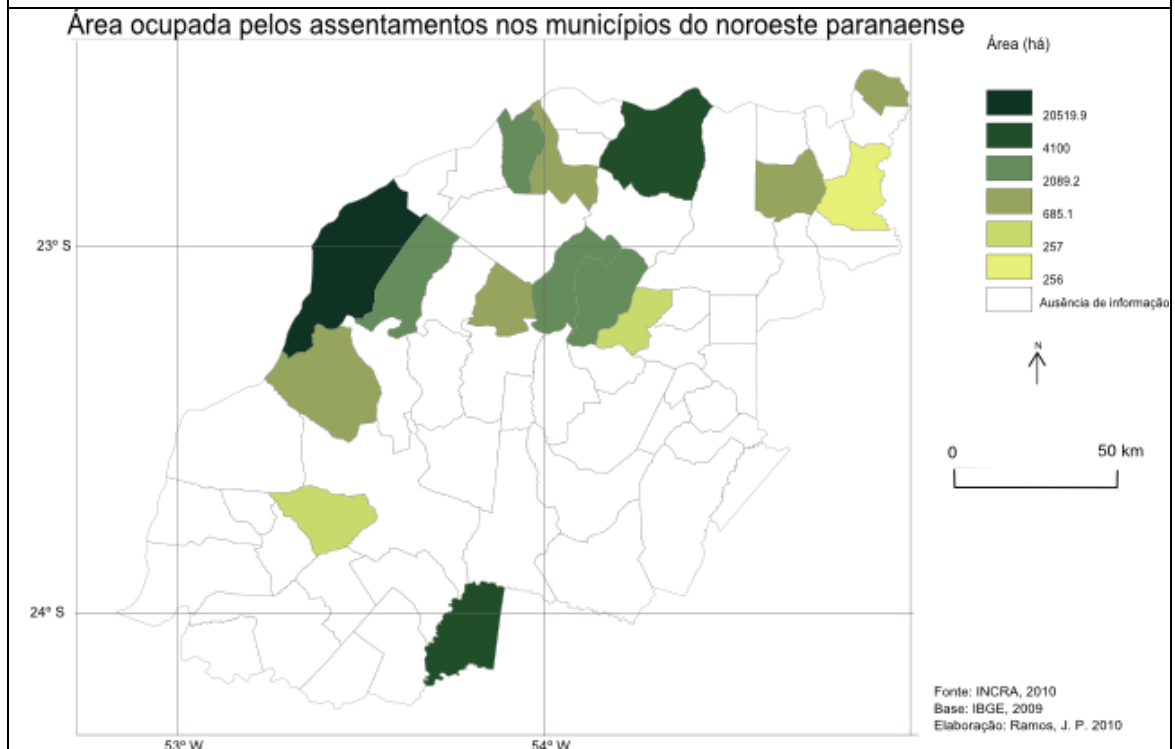 Área ocupada pelos assentamentos nos municípios do noroeste paranaense
Área (há)
20519.9
4100
2089.2
685.1
257
256
Ausência de informação
N
0 50 km
23° S
24° S
53° W
54° W
Fonte: INCRA, 2010
Base: IBGE, 2009
Elaboração: Ramos, J. P. 2010